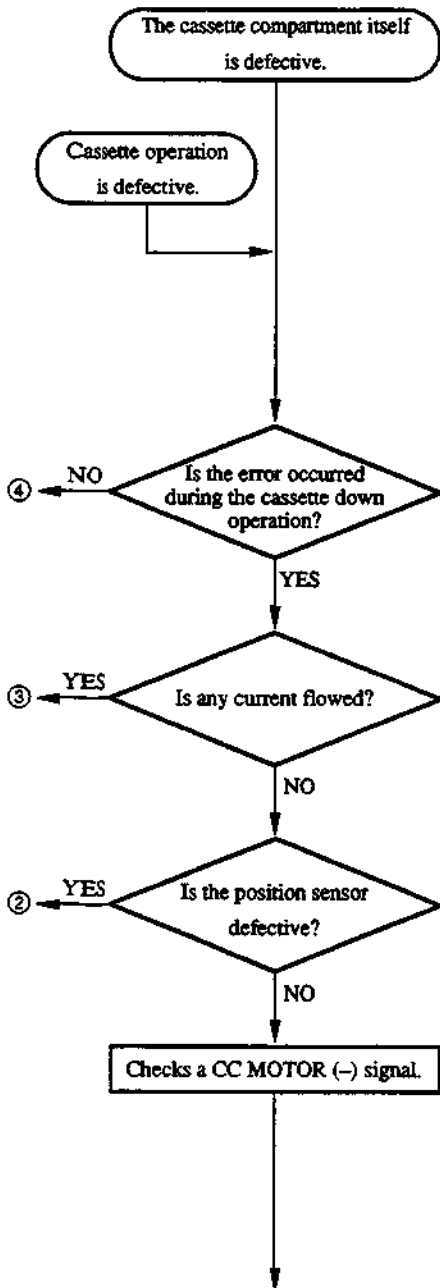 The cassette compartment itself
is defective.
Cassette operation
is defective.
Is the error occurred
during the cassette down
operation?
NO
④
YES
Is any current flowed?
YES
③
NO
Is the position sensor
defective?
YES
②
NO
Checks a CC MOTOR (–) signal.